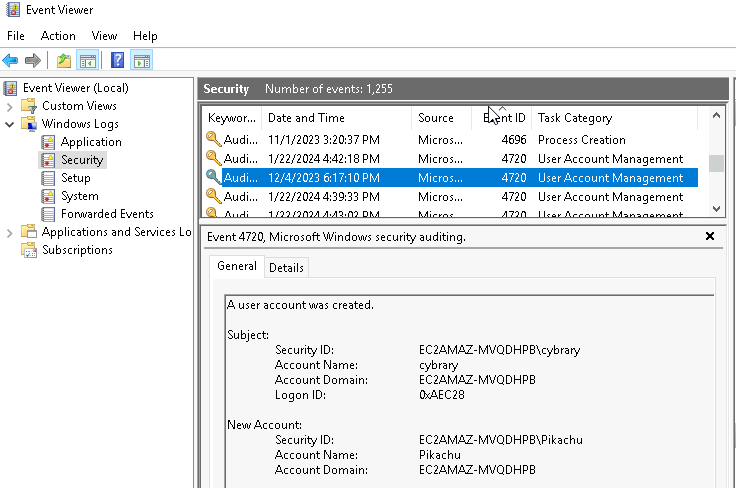 Event Viewer
File Action View Help
Event Viewer (Local)
Custom Views
Windows Logs
Application
Security
Setup
System
Forwarded Events
Applications and Services Lo
Subscriptions
Security Number of events: 1,255
Keywor... Date and Time Source Event ID Task Category
Audi... 11/1/2023 3:20:37 PM Micros... 4696 Process Creation
Audi... 1/22/2024 4:42:18 PM Micros... 4720 User Account Management
Audi... 12/4/2023 6:17:10 PM Micros... 4720 User Account Management
Audi... 1/22/2024 4:39:33 PM Micros... 4720 User Account Management
Audi... 1/22/2024 4:43:02 PM Micros... 4720 User Account Management
Event 4720, Microsoft Windows security auditing.
General Details
A user account was created.
Subject:
Security ID: EC2AMAZ-MVQDHPB\cybrary
Account Name: cybrary
Account Domain: EC2AMAZ-MVQDHPB
Logon ID: 0xAEC28
New Account:
Security ID: EC2AMAZ-MVQDHPB\Pikachu
Account Name: Pikachu
Account Domain: EC2AMAZ-MVQDHPB